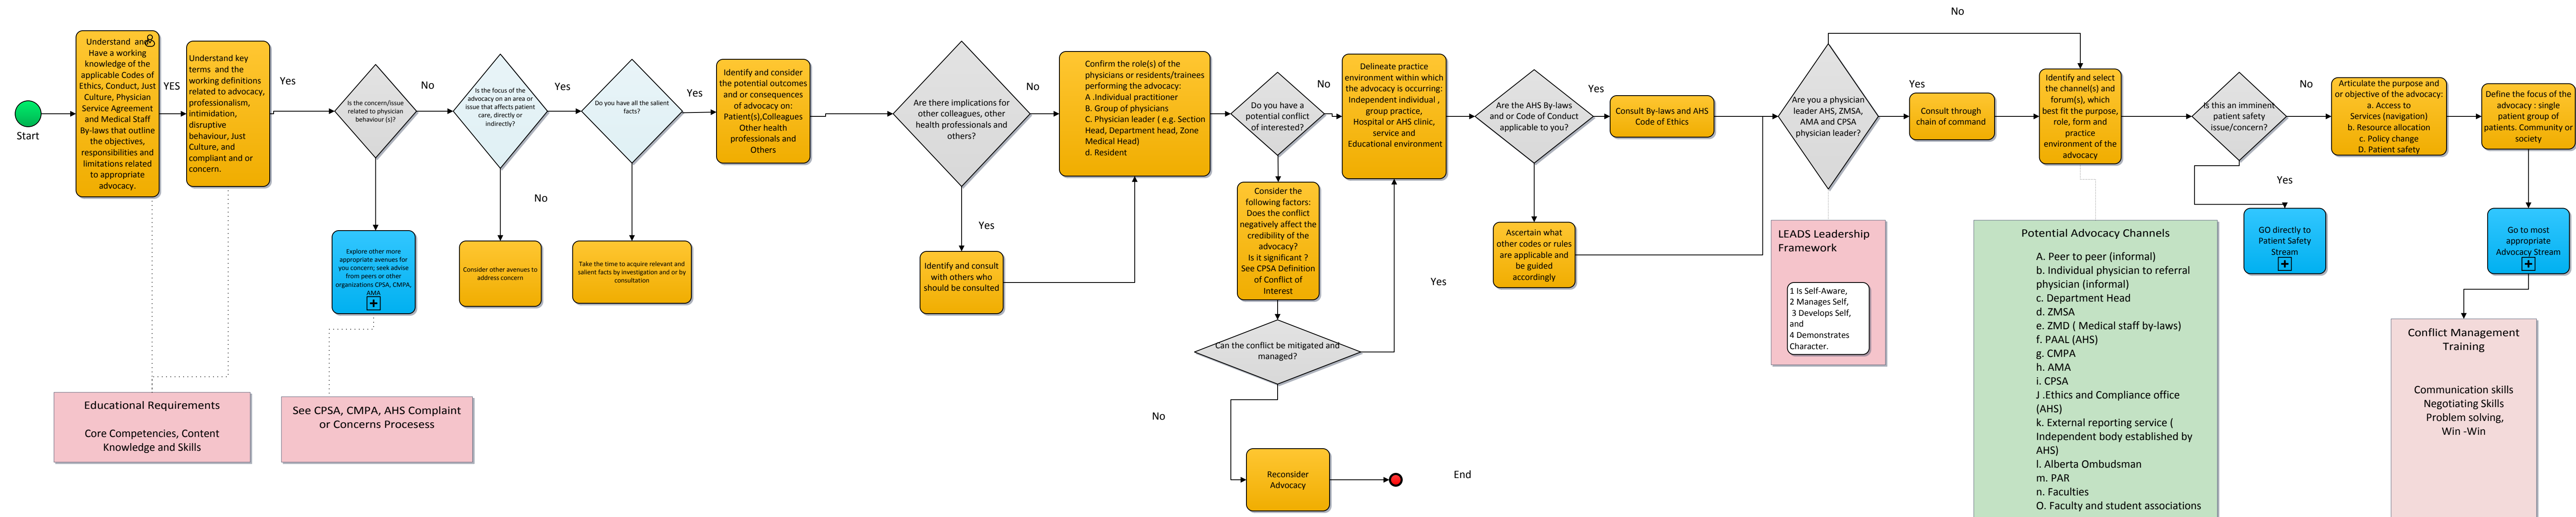 Start
Understand and
Have a working
knowledge of the
applicable Codes of
Ethics, Conduct, Just
Culture, Physician
Service Agreement
and Medical Staff
By-laws that outline
the objectives,
responsibilities and
limitations related
to appropriate
advocacy.
YES
Understand key
terms and the
working definitions
related to advocacy,
professionalism,
intimidation,
disruptive
behaviour, Just
Culture, and
compliant and or
concern.
Yes
Is the concern/issue
related to physician
behaviour (s)?
No
Explore other more
appropriate avenues for
you concern; seek advise
from peers or other
organizations CPSA, CMPA,
AMA
Is the focus of the
advocacy on an area or
issue that affects patient
care, directly or
indirectly?
Yes
No
Consider other avenues to
address concern
Do you have all the salient
facts?
Yes
Take the time to acquire relevant and
salient facts by investigation and or by
consultation
Identify and consider
the potential outcomes
and or consequences
of advocacy on:
Patient(s),Colleagues
Other health
professionals and
Others
Are there implications for
other colleagues, other
health professionals and
others?
No
Yes
Identify and consult
with others who
should be consulted
Confirm the role(s) of the
physicians or residents/trainees
performing the advocacy:
A .Individual practitioner
B. Group of physicians
C. Physician leader ( e.g. Section
Head, Department head, Zone
Medical Head)
d. Resident
Do you have a
potential conflict
of interested?
No
Consider the
following factors:
Does the conflict
negatively affect the
credibility of the
advocacy?
Is it significant ?
See CPSA Definition
of Conflict of
Interest
Can the conflict be mitigated and
managed?
Yes
No
Reconsider
Advocacy
End
Delineate practice
environment within which
the advocacy is occurring:
Independent individual ,
group practice,
Hospital or AHS clinic,
service and
Educational environment
Are the AHS By-laws
and or Code of Conduct
applicable to you?
Yes
Consult By-laws and AHS
Code of Ethics
Ascertain what
other codes or rules
are applicable and
be guided
accordingly
Are you a physician
leader AHS, ZMSA,
AMA and CPSA
physician leader?
No
Yes
Consult through
chain of command
LEADS Leadership
Framework
1 Is Self-Aware,
2 Manages Self,
3 Develops Self,
and
4 Demonstrates
Character.
Identify and select
the channel(s) and
forum(s), which
best fit the purpose,
role, form and
practice
environment of the
advocacy
Potential Advocacy Channels
A. Peer to peer (informal)
b. Individual physician to referral
physician (informal)
c. Department Head
d. ZMSA
e. ZMD ( Medical staff by-laws)
f. PAAL (AHS)
g. CMPA
h. AMA
i. CPSA
J .Ethics and Compliance office
(AHS)
k. External reporting service (
Independent body established by
AHS)
l. Alberta Ombudsman
m. PAR
n. Faculties
O. Faculty and student associations
Is this an imminent
patient safety
issue/concern?
No
Yes
GO directly to
Patient Safety
Stream
Articulate the purpose and
or objective of the advocacy:
a. Access to
Services (navigation)
b. Resource allocation
c. Policy change
D. Patient safety
Define the focus of the
advocacy : single
patient group of
patients. Community or
society
Go to most
appropriate
Advocacy Stream
Conflict Management
Training
Communication skills
Negotiating Skills
Problem solving,
Win -Win
Educational Requirements
Core Competencies, Content
Knowledge and Skills
See CPSA, CMPA, AHS Complaint
or Concerns Procesess